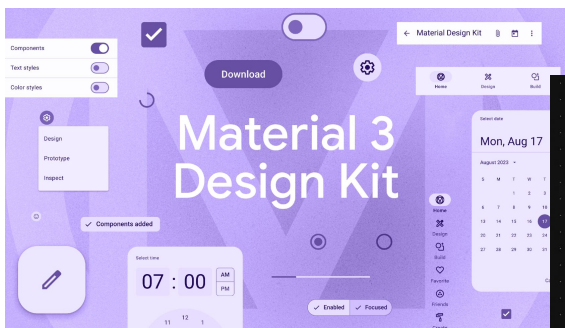 Components
Text styles
Color styles
Design
Prototype
Inspect
Components added
Download
Material 3
Design Kit
Select time
07 : 00
AM
PM
11 12 1
Enabled
Focused
Material Design Kit
Home
Design
Build
Select date
Mon, Aug 17
August 2023
S M T W T
1 2 3
6 7 8 9 10
13 14 15 16 17
20 21 22 23 24
27 28 29 30 31
Home
Design
Build
Favorite
Friends